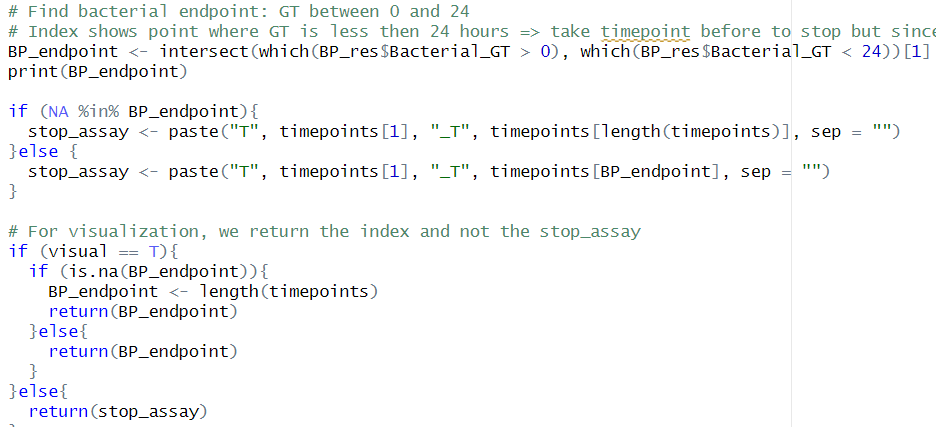 # Find bacterial endpoint: GT between 0 and 24
# Index shows point where GT is less then 24 hours => take timepoint before to stop but since
BP_endpoint <- intersect(which(BP_res$Bacterial_GT > 0), which(BP_res$Bacterial_GT < 24))[1]
print(BP_endpoint)
if (NA %in% BP_endpoint){
stop_assay <- paste("T", timepoints[1], "_T", timepoints[length(timepoints)], sep = "")
}else {
stop_assay <- paste("T", timepoints[1], "_T", timepoints[BP_endpoint], sep = "")
}
# For visualization, we return the index and not the stop_assay
if (visual == T){
if (is.na(BP_endpoint)){
BP_endpoint <- length(timepoints)
return(BP_endpoint)
}else{
return(BP_endpoint)
}
}else{
return(stop_assay)